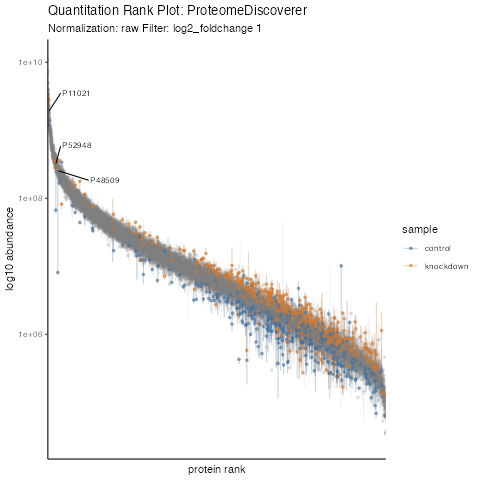 Quantitation Rank Plot: ProteomeDiscoverer
Normalization: raw Filter: log2_foldchange 1
1e+10
P11021
P52948
P48509
1e+08
log10 abundance
1e+06
protein rank
sample
control
knockdown